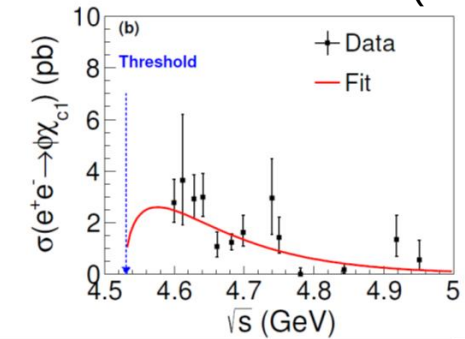 10
(b)
Data
Threshold
Fit
8
6
4
2
0
σ(e⁺e⁻→ϕχc1) (pb)
4.5 4.6 4.7 4.8 4.9 5
√s (GeV)